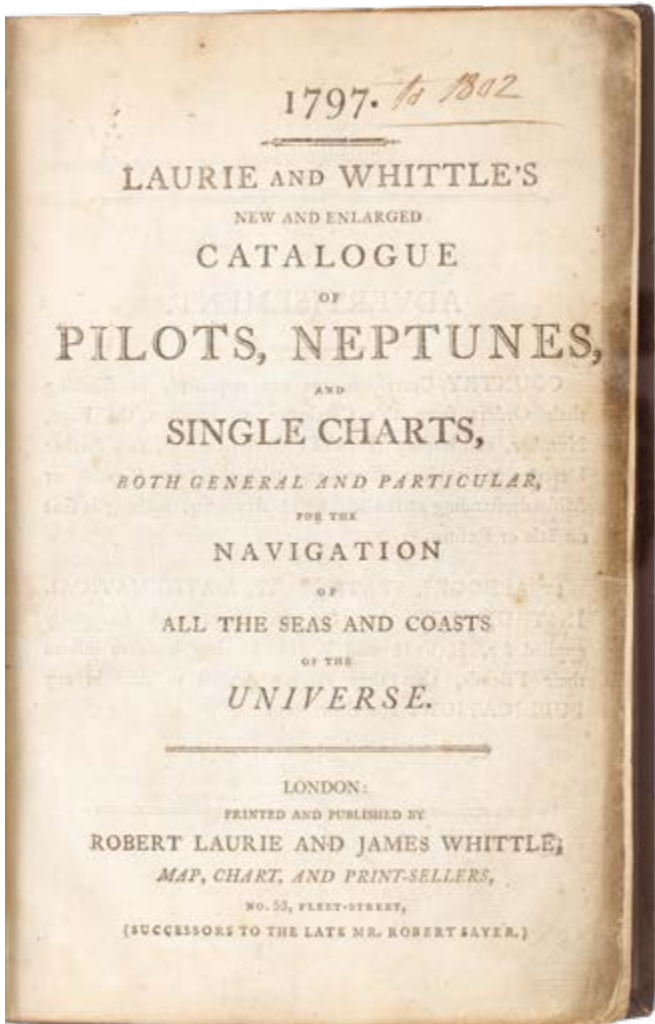 1797. to 1802
LAURIE AND WHITTLE'S
NEW AND ENLARGED
CATALOGUE
OF
PILOTS, NEPTUNES,
AND
SINGLE CHARTS,
BOTH GENERAL AND PARTICULAR,
FOR THE
NAVIGATION
OF
ALL THE SEAS AND COASTS
OF THE
UNIVERSE.
LONDON:
PRINTED AND PUBLISHED BY
ROBERT LAURIE AND JAMES WHITTLE,
MAP, CHART, AND PRINT-SELLERS,
NO. 53, FLEET-STREET,
(SUCCESSORS TO THE LATE MR. ROBERT SAYER.)